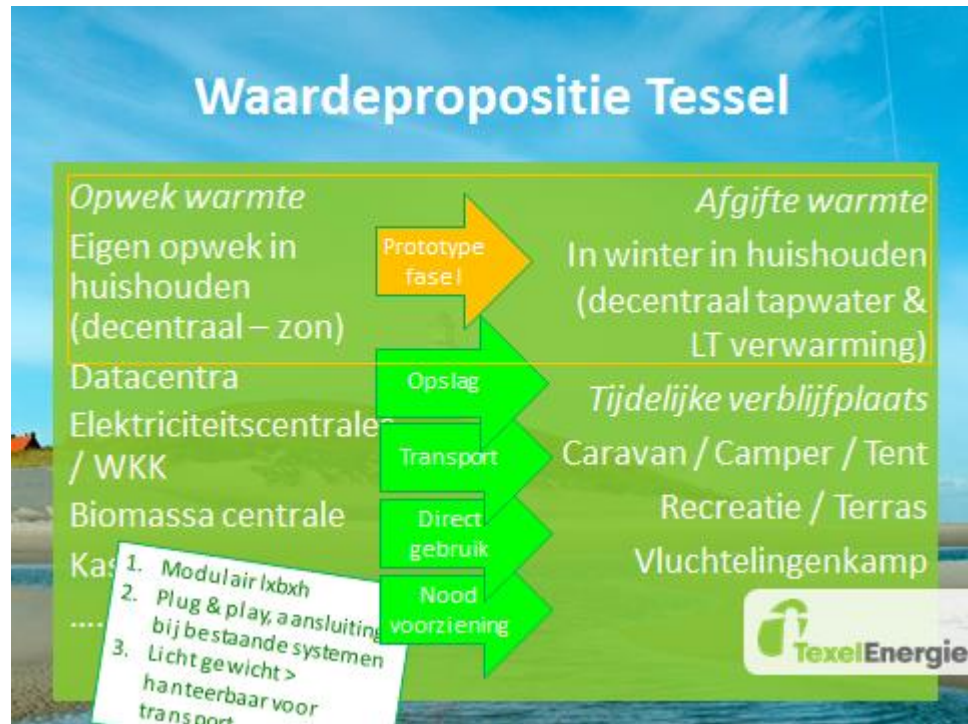 Waardepropositie Tessel
Opwek warmte
Eigen opwek in
huishouden
(decentraal – zon)
Datacentra
Elektriciteitscentrales
/ WKK
Biomassa centrale
….
Prototype
fase!
Opslag
Transport
Direct
gebruik
Nood
voorziening
Afgifte warmte
In winter in huishouden
(decentraal tapwater &
LT verwarming)
Tijdelijke verblijfplaats
Caravan / Camper / Tent
Recreatie / Terras
Vluchtelingenkamp
1. Modulair lxbxh
2. Plug & play, aansluiting
bij bestaande systemen
3. Licht gewicht >
hanteerbaar voor
transport
TexelEnergie